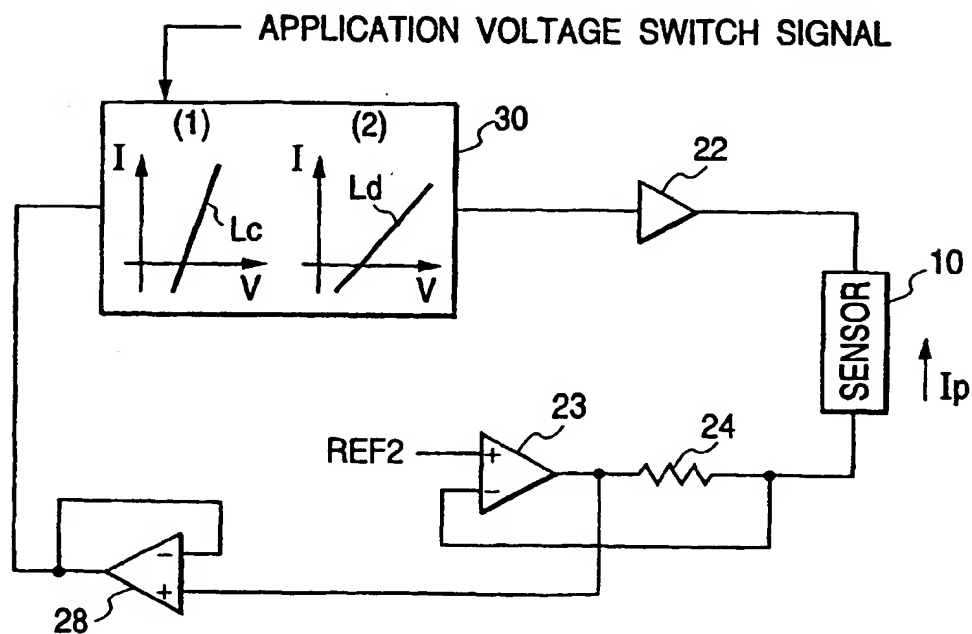 APPLICATION VOLTAGE SWITCH SIGNAL
(1) (2)
30
22
I I
Lc
Ld
V V
10
SENSOR
Ip
23
24
REF2
+
−
−
+
28